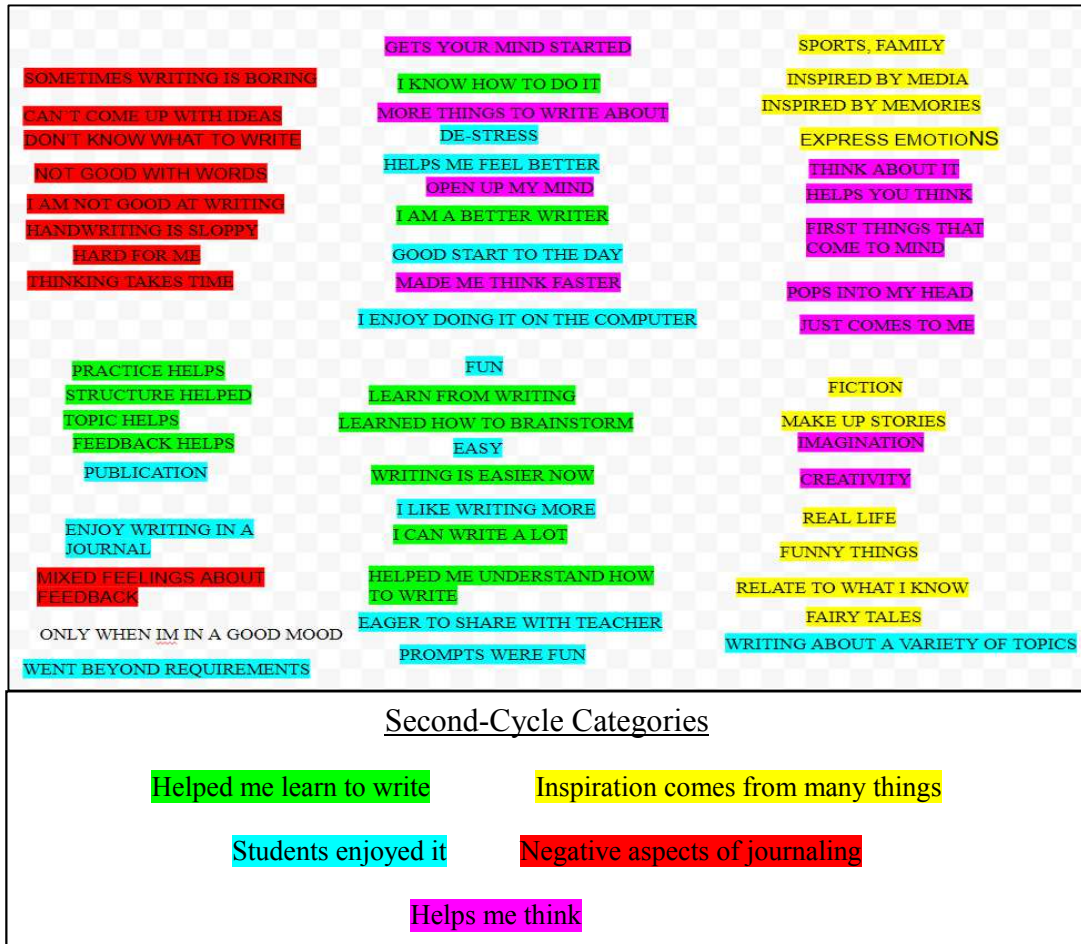 SOMETIMES WRITING IS BORING
CAN'T COME UP WITH IDEAS
DON'T KNOW WHAT TO WRITE
NOT GOOD WITH WORDS
I AM NOT GOOD AT WRITING
HANDWRITING IS SLOPPY
HARD FOR ME
THINKING TAKES TIME
PRACTICE HELPS
STRUCTURE HELPED
TOPIC HELPS
FEEDBACK HELPS
PUBLICATION
ENJOY WRITING IN A
JOURNAL
MIXED FEELINGS ABOUT
FEEDBACK
ONLY WHEN IM IN A GOOD MOOD
WENT BEYOND REQUIREMENTS
GETS YOUR MIND STARTED
I KNOW HOW TO DO IT
MORE THINGS TO WRITE ABOUT
DE-STRESS
HELPS ME FEEL BETTER
OPEN UP MY MIND
I AM A BETTER WRITER
GOOD START TO THE DAY
MADE ME THINK FASTER
I ENJOY DOING IT ON THE COMPUTER
FUN
LEARN FROM WRITING
LEARNED HOW TO BRAINSTORM
EASY
WRITING IS EASIER NOW
I LIKE WRITING MORE
I CAN WRITE A LOT
HELPED ME UNDERSTAND HOW
TO WRITE
EAGER TO SHARE WITH TEACHER
PROMPTS WERE FUN
SPORTS, FAMILY
INSPIRED BY MEDIA
INSPIRED BY MEMORIES
EXPRESS EMOTIONS
THINK ABOUT IT
HELPS YOU THINK
FIRST THINGS THAT
COME TO MIND
POPS INTO MY HEAD
JUST COMES TO ME
FICTION
MAKE UP STORIES
IMAGINATION
CREATIVITY
REAL LIFE
FUNNY THINGS
RELATE TO WHAT I KNOW
FAIRY TALES
WRITING ABOUT A VARIETY OF TOPICS
Second-Cycle Categories
Helped me learn to write
Inspiration comes from many things
Students enjoyed it
Negative aspects of journaling
Helps me think